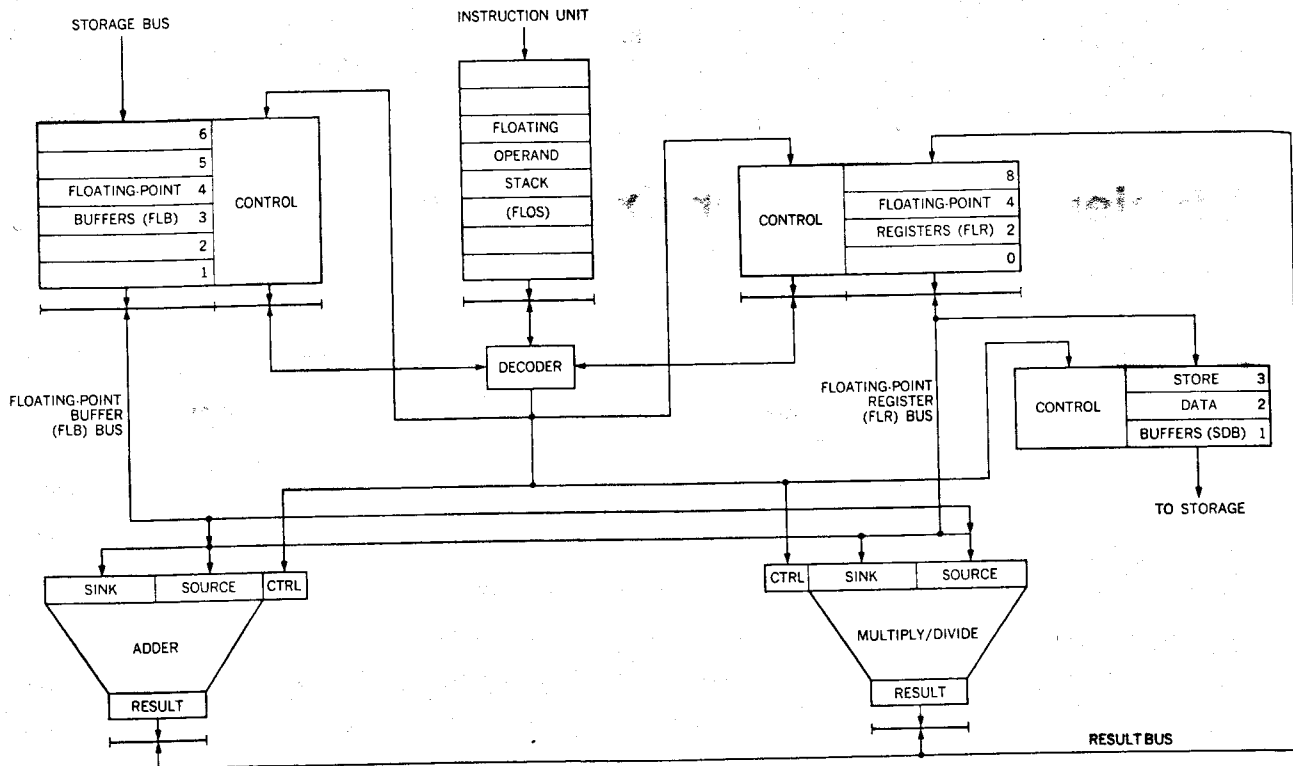 STORAGE BUS
INSTRUCTION UNIT
6
5
FLOATING-POINT 4
BUFFERS (FLB) 3
2
1
CONTROL
FLOATING
OPERAND
STACK
(FLOS)
CONTROL
8
FLOATING-POINT 4
REGISTERS (FLR) 2
0
DECODER
FLOATING-POINT
BUFFER
(FLB) BUS
FLOATING-POINT
REGISTER
(FLR) BUS
CONTROL
STORE 3
DATA 2
BUFFERS (SDB) 1
TO STORAGE
SINK SOURCE CTRL
ADDER
RESULT
CTRL SINK SOURCE
MULTIPLY/DIVIDE
RESULT
RESULT BUS